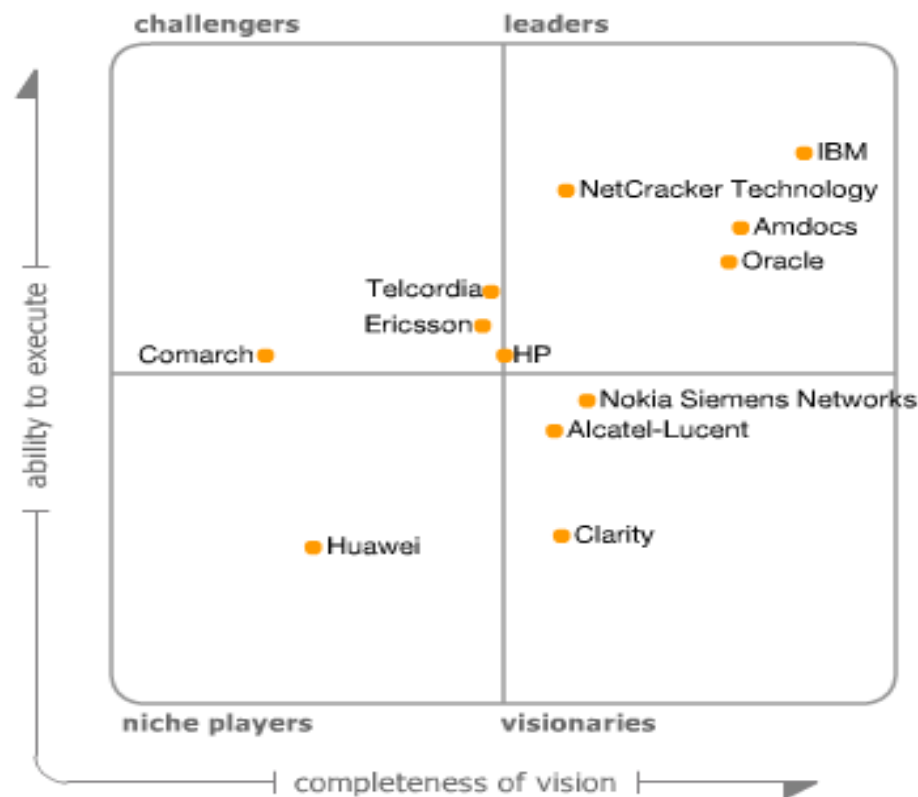 challengers
leaders
IBM
NetCracker Technology
Amdocs
Oracle
Telcordia
Ericsson
Comarch
HP
Nokia Siemens Networks
Alcatel-Lucent
Clarity
Huawei
niche players
visionaries
ability to execute
completeness of vision